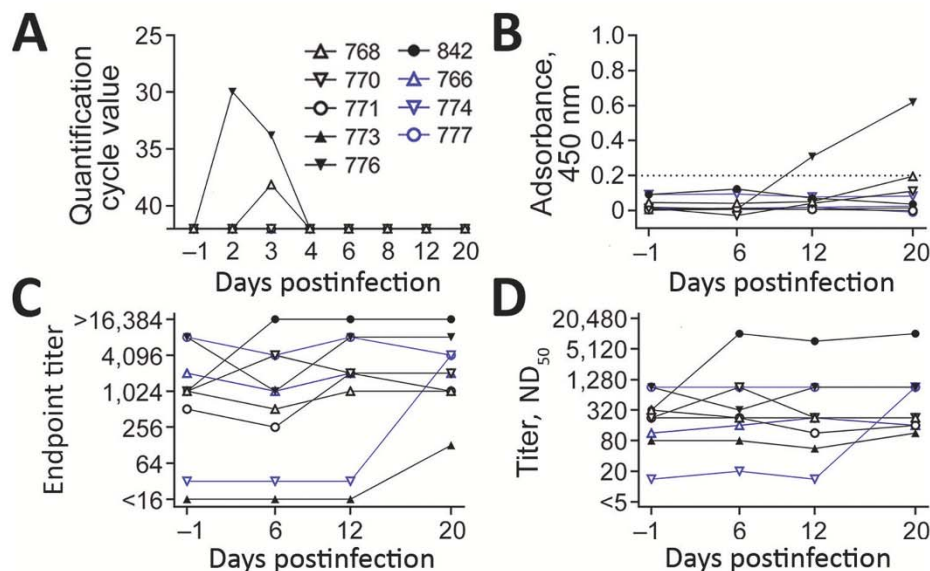 A
Quantification
cycle value
25
30
35
40
–1 2 3 4 6 8 12 20
Days postinfection
768
770
771
773
776
842
766
774
777
B
Adsorbance,
450 nm
1.0
0.8
0.6
0.4
0.2
0
–1 6 12 20
Days postinfection
C
Endpoint titer
>16,384
4,096
1,024
256
64
<16
–1 6 12 20
Days postinfection
D
Titer, ND50
20,480
5,120
1,280
320
80
20
<5
–1 6 12 20
Days postinfection